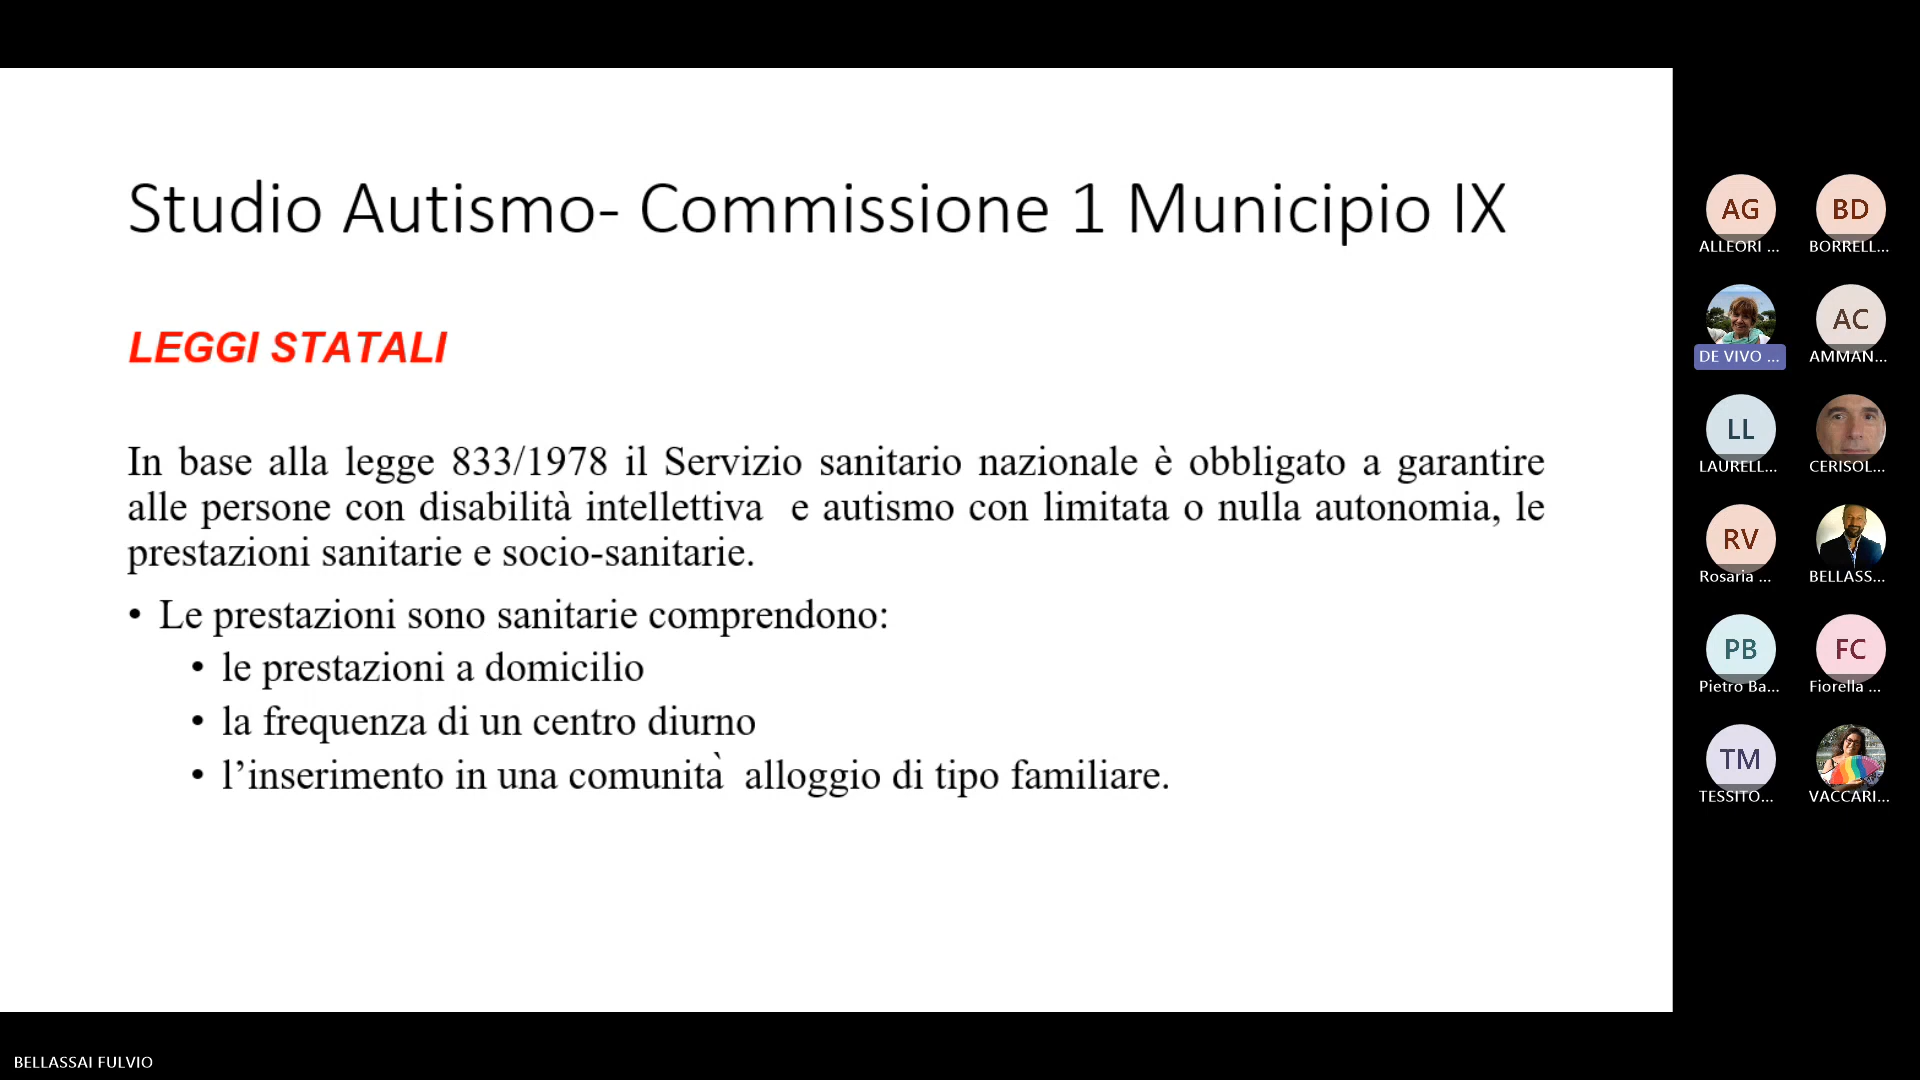 Studio Autismo- Commissione 1 Municipio IX
LEGGI STATALI
In base alla legge 833/1978 il Servizio sanitario nazionale è obbligato a garantire
alle persone con disabilità intellettiva e autismo con limitata o nulla autonomia, le
prestazioni sanitarie e socio-sanitarie.
• Le prestazioni sono sanitarie comprendono:
• le prestazioni a domicilio
• la frequenza di un centro diurno
• l’inserimento in una comunità alloggio di tipo familiare.
AG
ALLEORI ...
BD
BORRELL...
DE VIVO ...
AC
AMMAN...
LL
LAURELL...
CERISOL...
RV
Rosaria ...
BELLASS...
PB
Pietro Ba...
FC
Fiorella ...
TM
TESSITO...
VACCARI...
BELLASSAI FULVIO